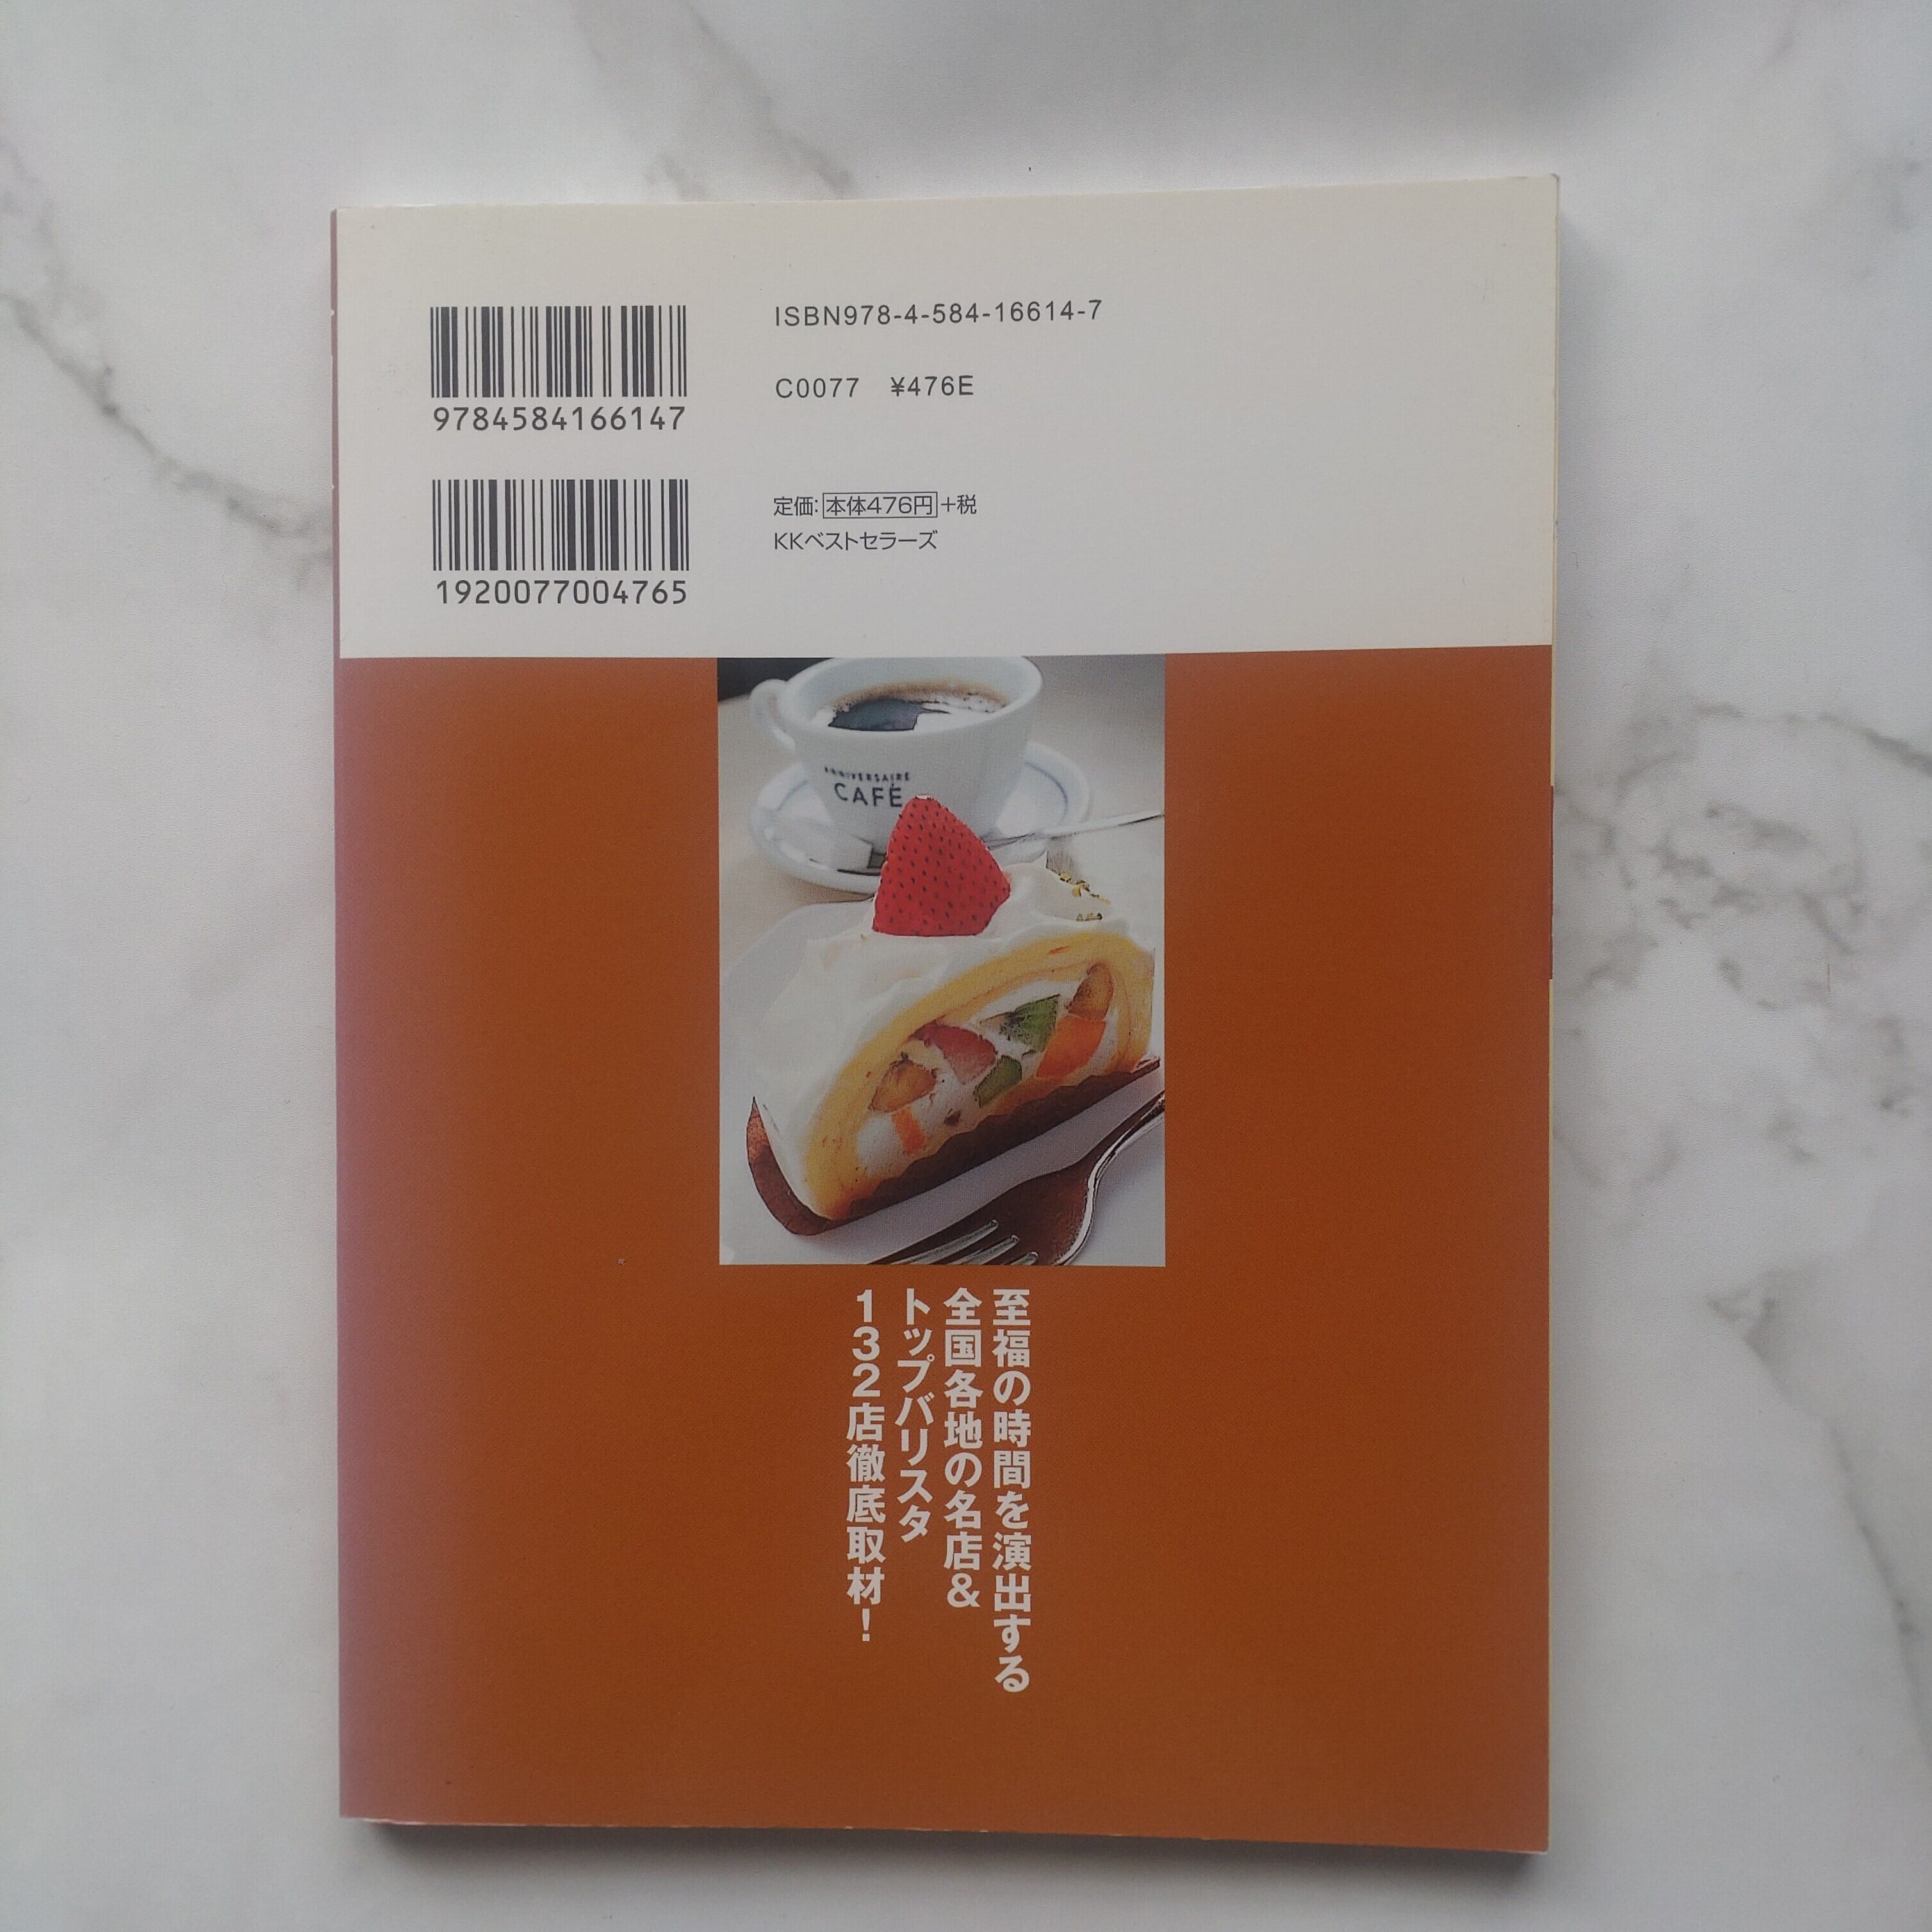 9784584166147
ISBN978-4-584-16614-7
C0077 ¥476E
1920077004765
定価:本体476円+税
KKベストセラーズ
ANNIVERSAIRE
CAFÉ
至福の時間を演出する
全国各地の名店&
トップバリスタ
132店徹底取材!